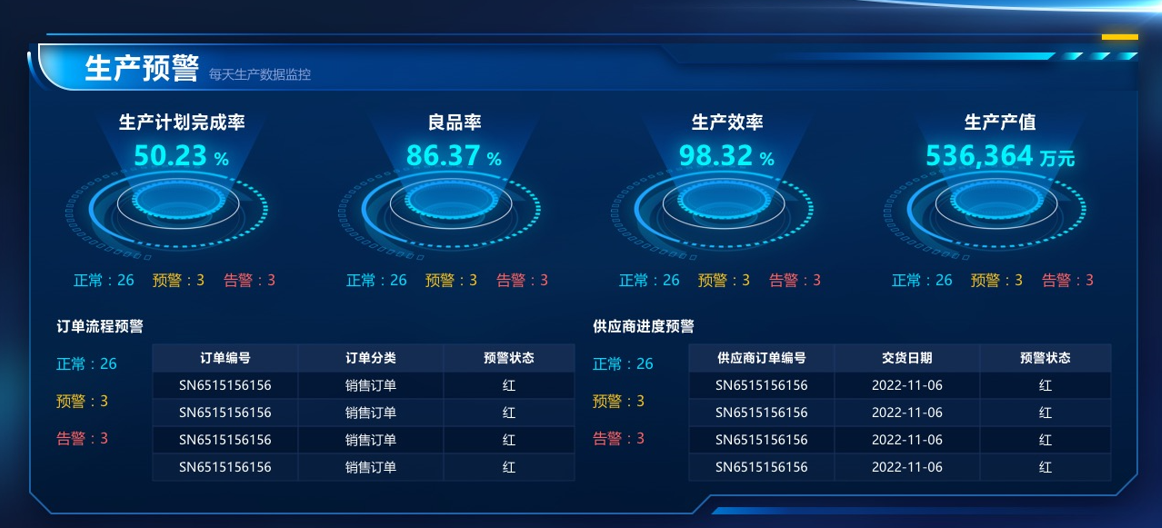 生产预警 每天生产数据监控
生产计划完成率 良品率 生产效率 生产产值
50.23 % 86.37 % 98.32 % 536,364 万元
正常：26 预警：3 告警：3 正常：26 预警：3 告警：3 正常：26 预警：3 告警：3 正常：26 预警：3 告警：3
订单流程预警
正常：26
预警：3
告警：3
订单编号 订单分类 预警状态
SN6515156156 销售订单 红
SN6515156156 销售订单 红
SN6515156156 销售订单 红
SN6515156156 销售订单 红
供应商进度预警
正常：26
预警：3
告警：3
供应商订单编号 交货日期 预警状态
SN6515156156 2022-11-06 红
SN6515156156 2022-11-06 红
SN6515156156 2022-11-06 红
SN6515156156 2022-11-06 红